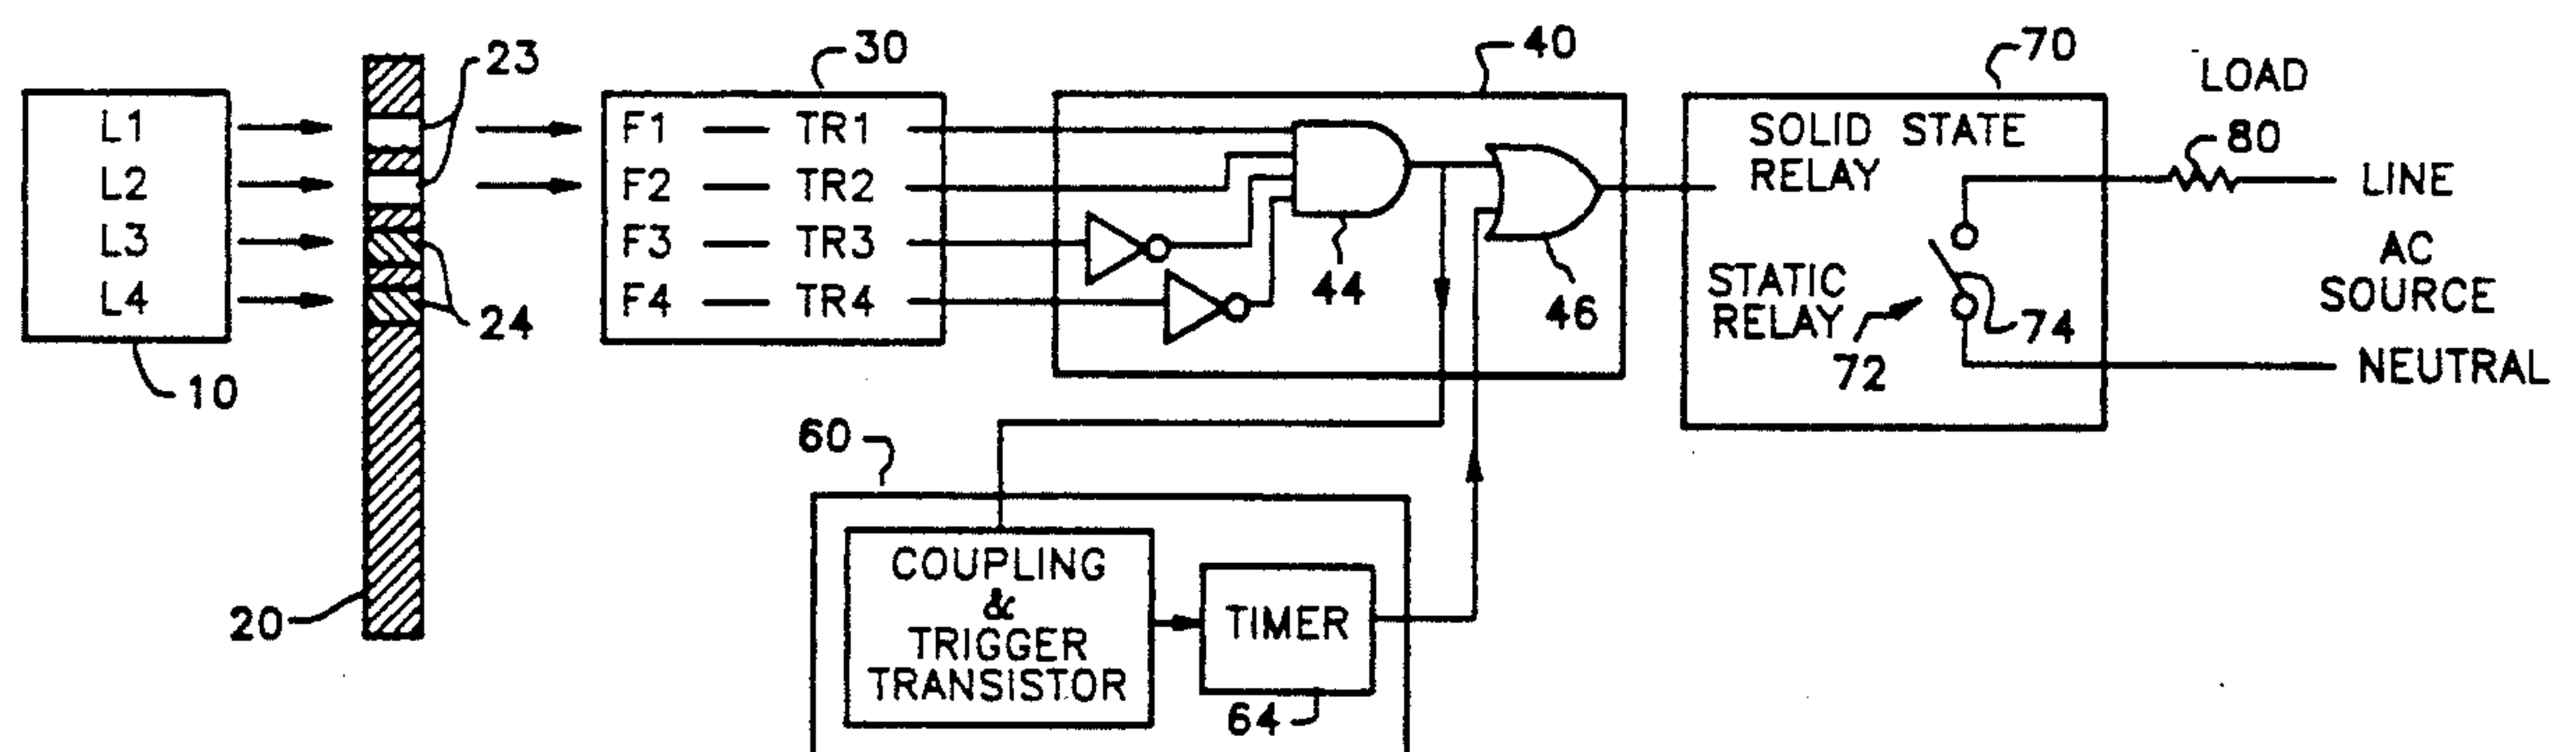 L1
L2
L3
L4
10
20
23
24
30
F1 — TR1
F2 — TR2
F3 — TR3
F4 — TR4
40
44
46
60
COUPLING
&
TRIGGER
TRANSISTOR
TIMER
64
70
SOLID STATE
RELAY
STATIC
RELAY
72
74
LOAD
80
LINE
AC
SOURCE
NEUTRAL